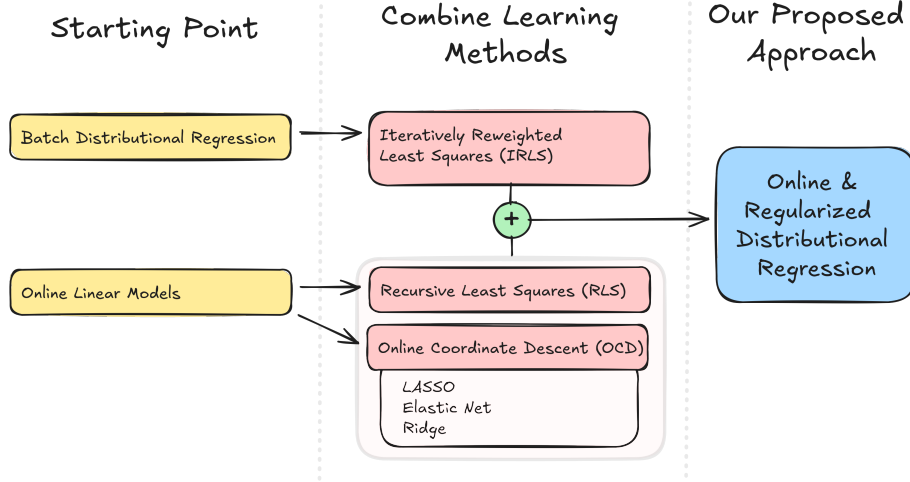 Starting Point
Combine Learning
Methods
Our Proposed
Approach
Batch Distributional Regression
Iteratively Reweighted
Least Squares (IRLS)
+
Online &
Regularized
Distributional
Regression
Online Linear Models
Recursive Least Squares (RLS)
Online Coordinate Descent (OCD)
LASSO
Elastic Net
Ridge